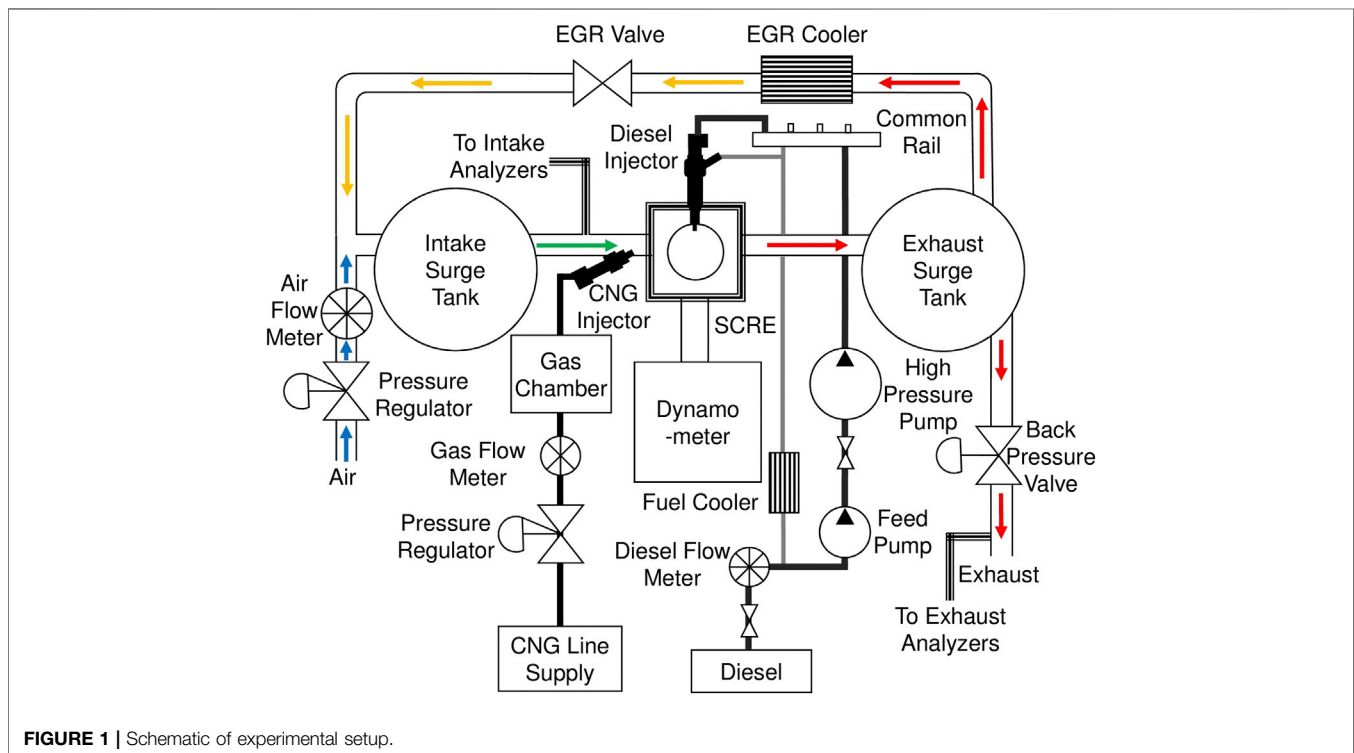 EGR Valve
EGR Cooler
Common
Rail
Diesel
Injector
To Intake
Analyzers
Intake
Surge
Tank
Exhaust
Surge
Tank
Air
Flow
Meter
CNG
Injector
SCRE
Gas
Chamber
Pressure
Regulator
Dynamo
-meter
High
Pressure
Pump
Back
Pressure
Valve
Air
Gas Flow
Meter
Fuel Cooler
Pressure
Regulator
Feed
Pump
Diesel Flow
Meter
Exhaust
To Exhaust
Analyzers
CNG Line
Supply
Diesel
FIGURE 1 | Schematic of experimental setup.